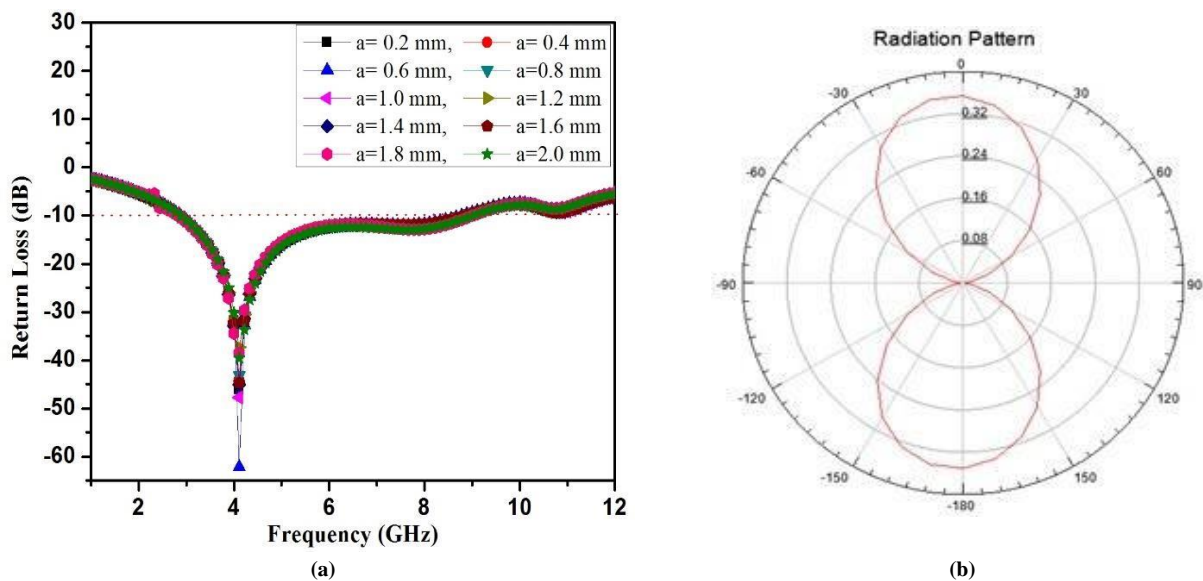 30
20
10
0
-10
-20
-30
-40
-50
-60
Return Loss (dB)
a= 0.2 mm, a= 0.4 mm
a= 0.6 mm, a=0.8 mm
a=1.0 mm, a=1.2 mm
a=1.4 mm, a=1.6 mm
a=1.8 mm, a=2.0 mm
2 4 6 8 10 12
Frequency (GHz)
(a)
Radiation Pattern
0
-30 30
0.32
-60 0.24 60
0.16
0.08
-90 90
-120 120
-150 150
-180
(b)